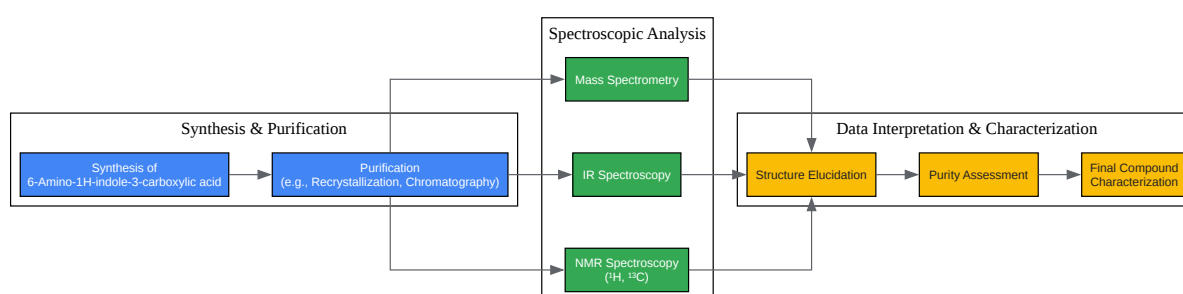 Spectroscopic Analysis
Mass Spectrometry
Synthesis & Purification
Data Interpretation & Characterization
Synthesis of
6-Amino-1H-indole-3-carboxylic acid
Purification
(e.g., Recrystallization, Chromatography)
IR Spectroscopy
Structure Elucidation
Purity Assessment
Final Compound
Characterization
NMR Spectroscopy
(¹H, ¹³C)